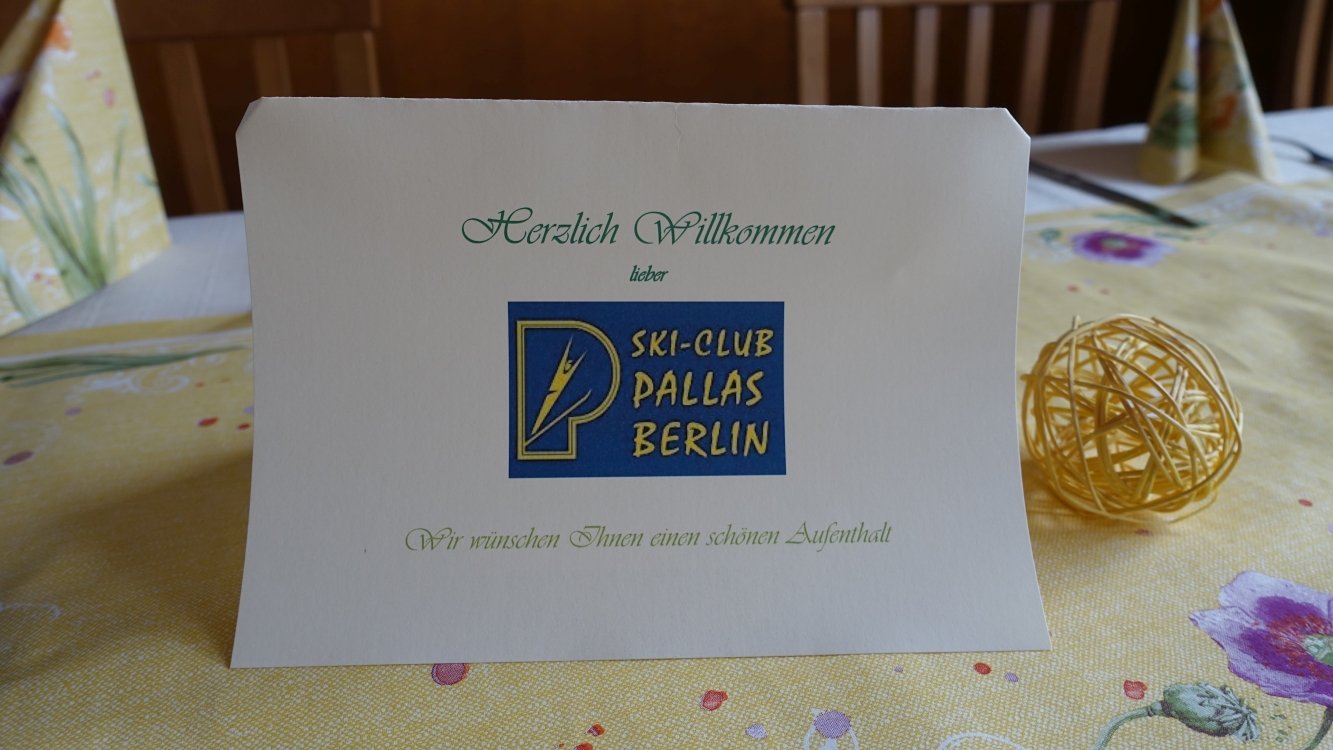 Herzlich Willkommen
lieber
SKI-CLUB
PALLAS
BERLIN
Wir wünschen Ihnen einen schönen Aufenthalt